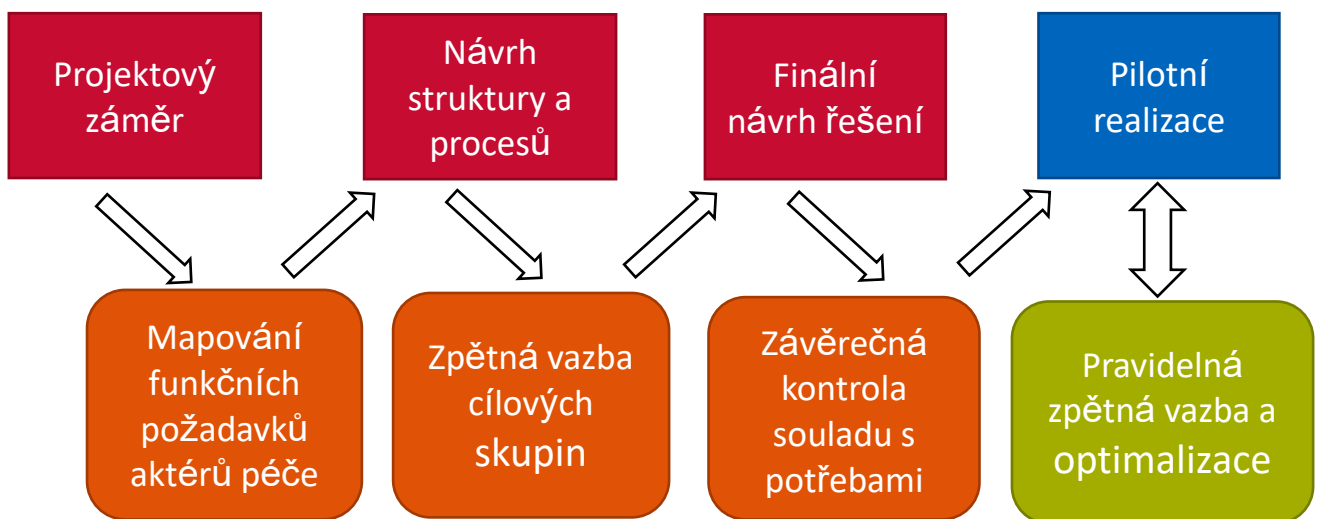 Projektový
záměr
Návrh
struktury a
procesů
Finální
návrh řešení
Pilotní
realizace
Mapování
funkčních
požadavků
aktérů péče
Zpětná vazba
cílových
skupin
Závěrečná
kontrola
souladu s
potřebami
Pravidelná
zpětná vazba a
optimalizace